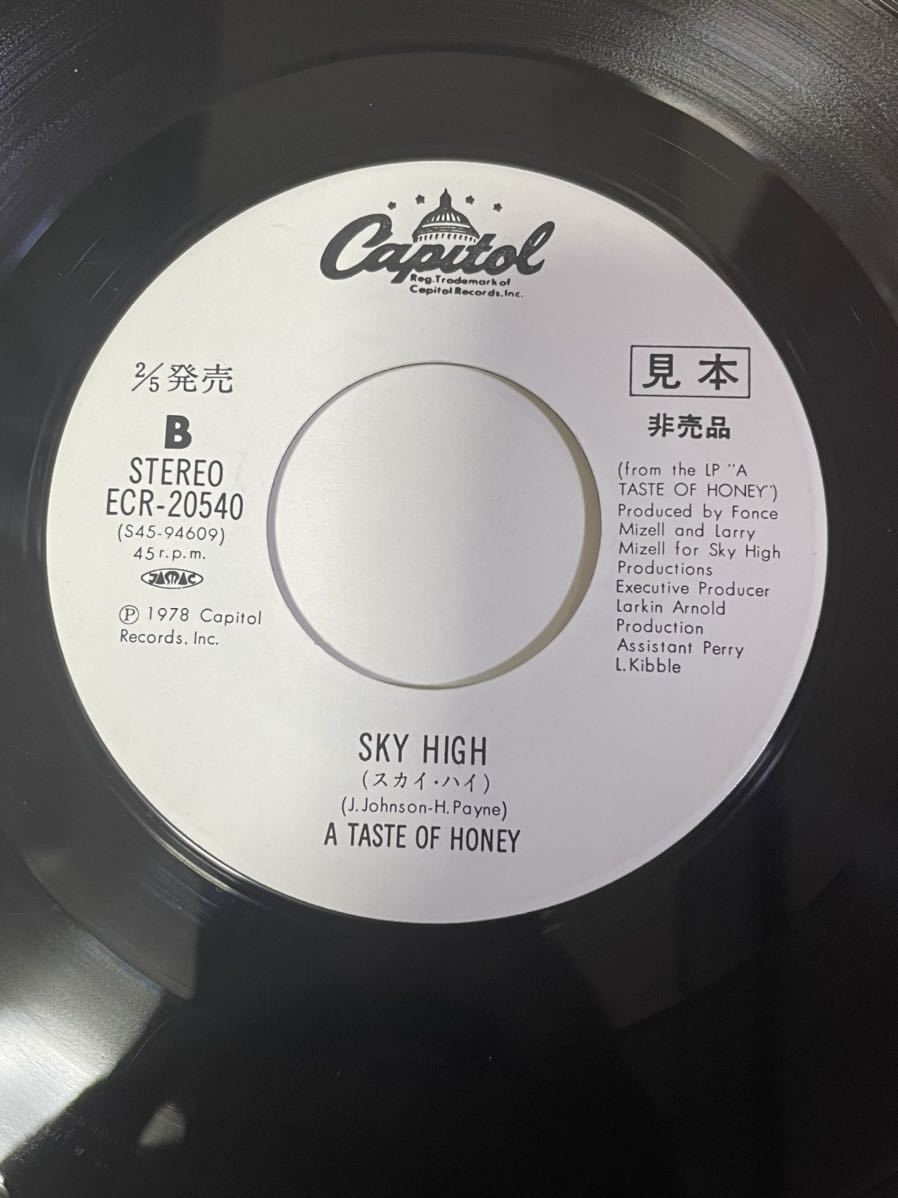 Capitol
Reg. Trademark of
Capitol Records, Inc.
2/5 発売
B
STEREO
ECR-20540
(S45-94609)
45 r.p.m.
JASRAC
Ⓟ 1978 Capitol
Records, Inc.
見本
非売品
(from the LP "A
TASTE OF HONEY")
Produced by Fonce
Mizell and Larry
Mizell for Sky High
Productions
Executive Producer
Larkin Arnold
Production
Assistant Perry
L.Kibble
SKY HIGH
(スカイ・ハイ)
(J. Johnson-H. Payne)
A TASTE OF HONEY